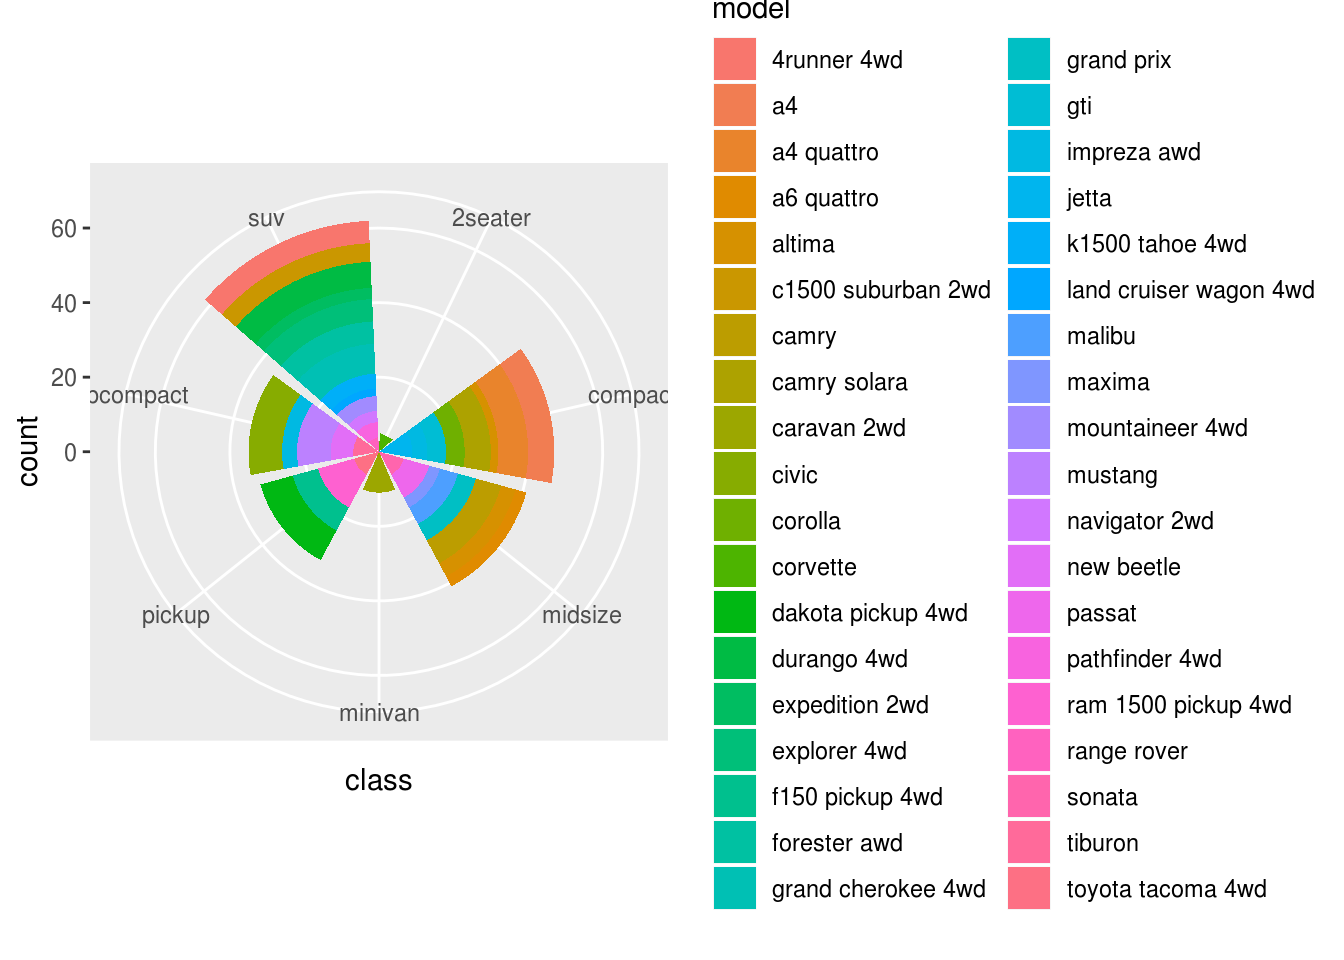 model
4runner 4wd
a4
a4 quattro
a6 quattro
altima
c1500 suburban 2wd
camry
camry solara
caravan 2wd
civic
corolla
corvette
dakota pickup 4wd
durango 4wd
expedition 2wd
explorer 4wd
f150 pickup 4wd
forester awd
grand cherokee 4wd
grand prix
gti
impreza awd
jetta
k1500 tahoe 4wd
land cruiser wagon 4wd
malibu
maxima
mountaineer 4wd
mustang
navigator 2wd
new beetle
passat
pathfinder 4wd
ram 1500 pickup 4wd
range rover
sonata
tiburon
toyota tacoma 4wd
suv
2seater
compac
midsize
minivan
pickup
ocompact
60
40
20
0
count
class